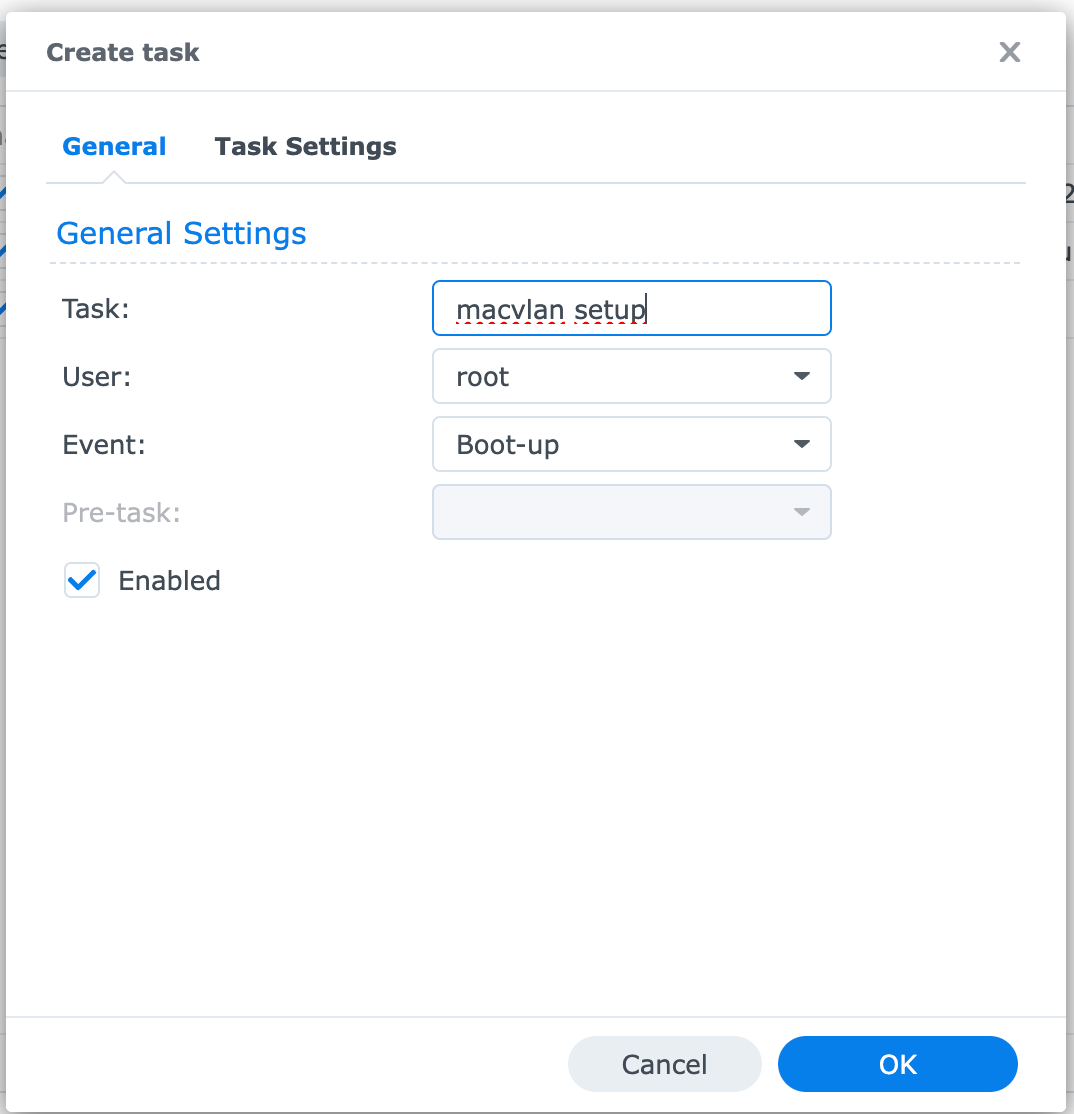 Create task
General Task Settings
General Settings
Task: macvlan setup
User: root
Event: Boot-up
Pre-task:
Enabled
Cancel OK